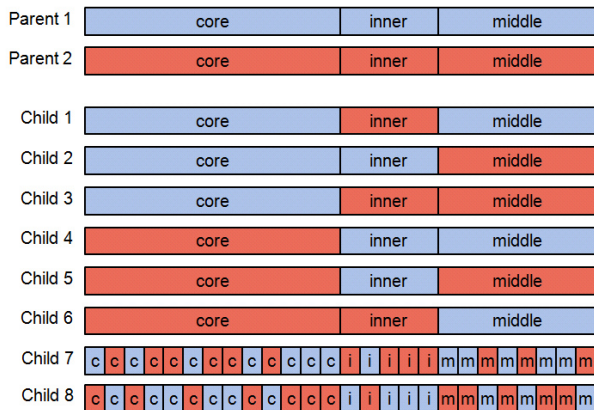 Parent 1 core inner middle
Parent 2 core inner middle
Child 1 core inner middle
Child 2 core inner middle
Child 3 core inner middle
Child 4 core inner middle
Child 5 core inner middle
Child 6 core inner middle
Child 7 c c c c c c c c c c c c c i i i i i m m m m m m m m
Child 8 c c c c c c c c c c c c c i i i i i m m m m m m m m